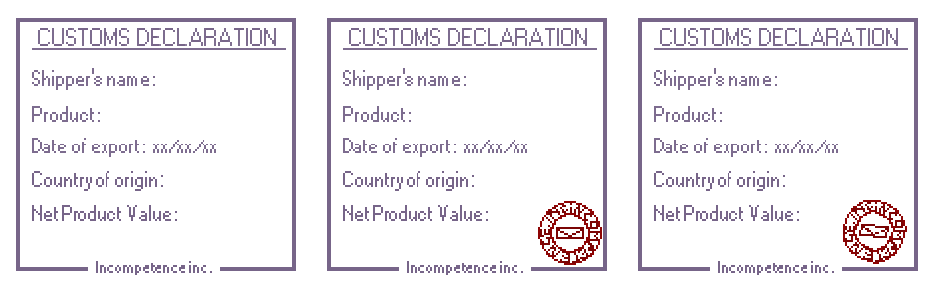 CUSTOMS DECLARATION
Shipper's name:
Product:
Date of export: xx/xx/xx
Country of origin:
Net Product Value:
Incompetence inc.
CUSTOMS DECLARATION
Shipper's name:
Product:
Date of export: xx/xx/xx
Country of origin:
Net Product Value:
Incompetence inc.
CUSTOMS DECLARATION
Shipper's name:
Product:
Date of export: xx/xx/xx
Country of origin:
Net Product Value:
Incompetence inc.